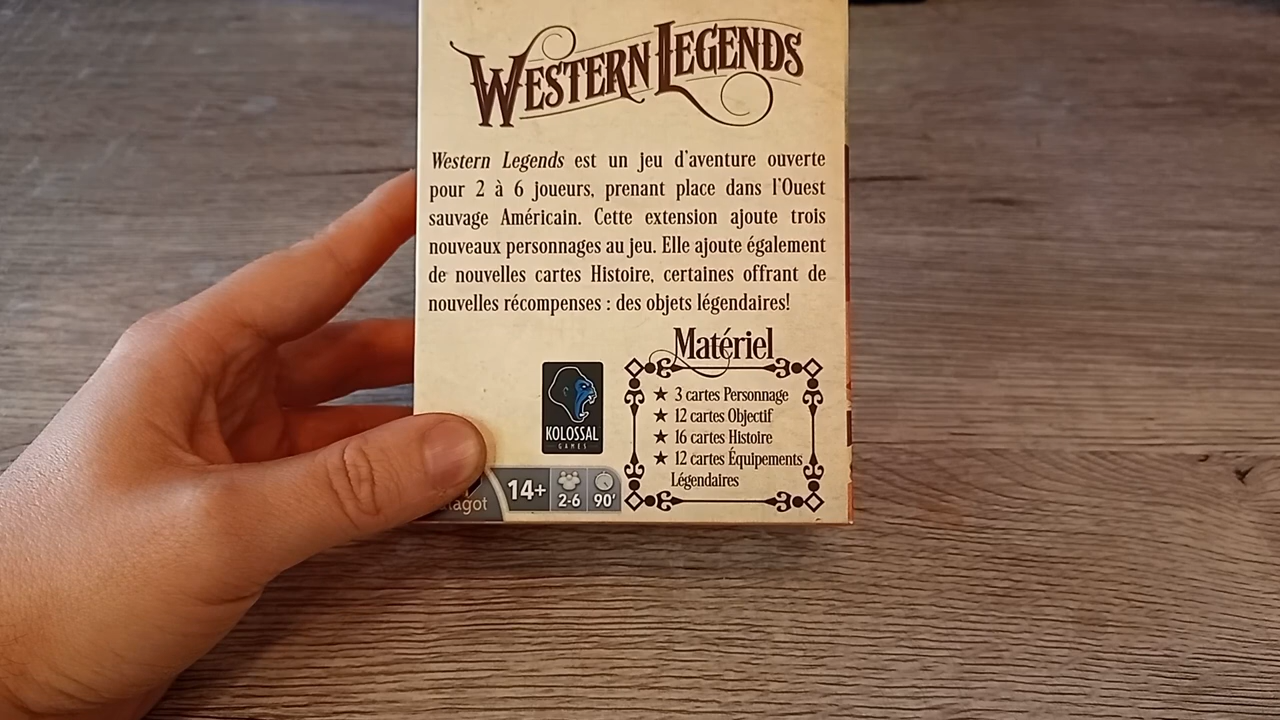 WESTERN LEGENDS
Western Legends est un jeu d'aventure ouverte
pour 2 à 6 joueurs, prenant place dans l'Ouest
sauvage Américain. Cette extension ajoute trois
nouveaux personnages au jeu. Elle ajoute également
de nouvelles cartes Histoire, certaines offrant de
nouvelles récompenses : des objets légendaires!
Matériel
★ 3 cartes Personnage
★ 12 cartes Objectif
★ 16 cartes Histoire
★ 12 cartes Équipements
Légendaires
KOLOSSAL
GAMES
14+
2-6
90'